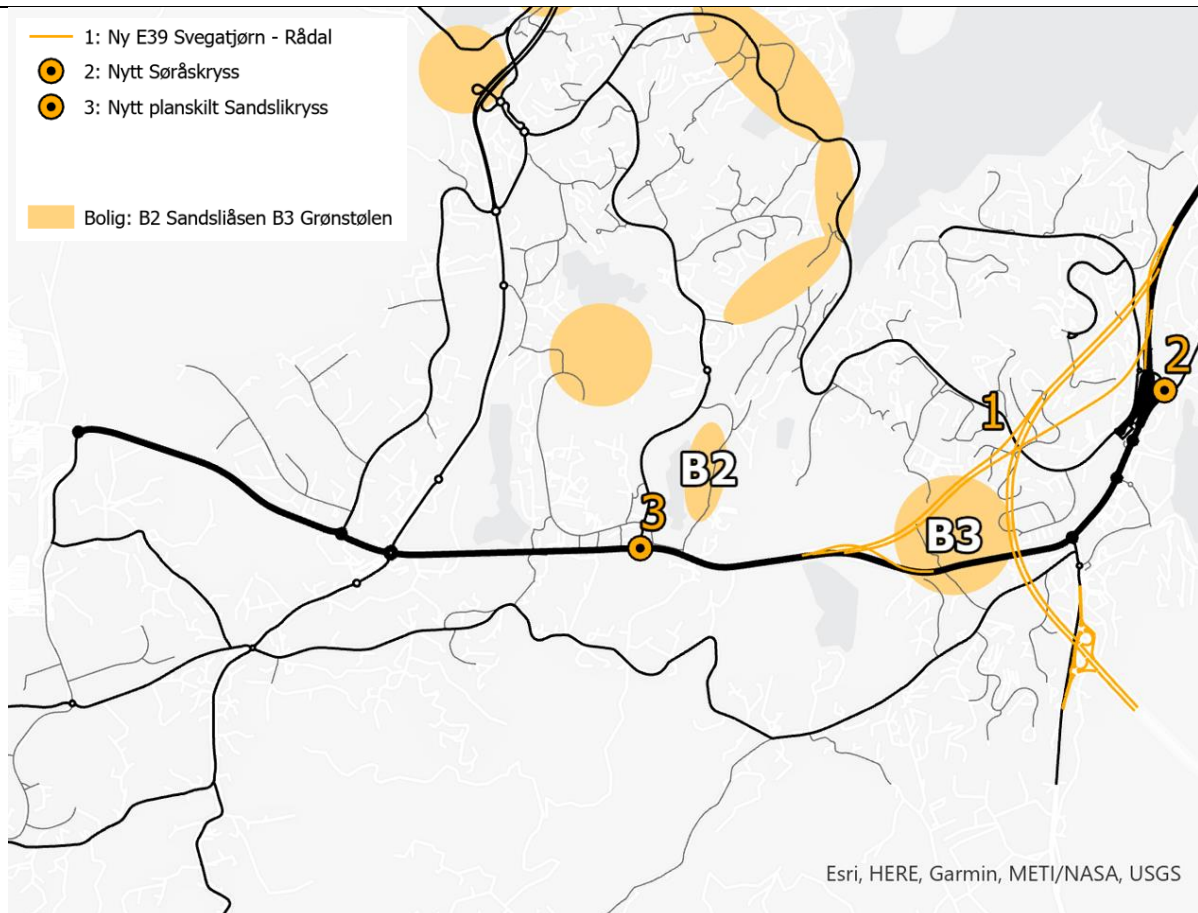 1: Ny E39 Svegatjørn - Rådal
2: Nytt Søråskryss
3: Nytt planskilt Sandslikryss
Bolig: B2 Sandsliåsen B3 Grønstølen
2
1
B2
3
B3
Esri, HERE, Garmin, METI/NASA, USGS